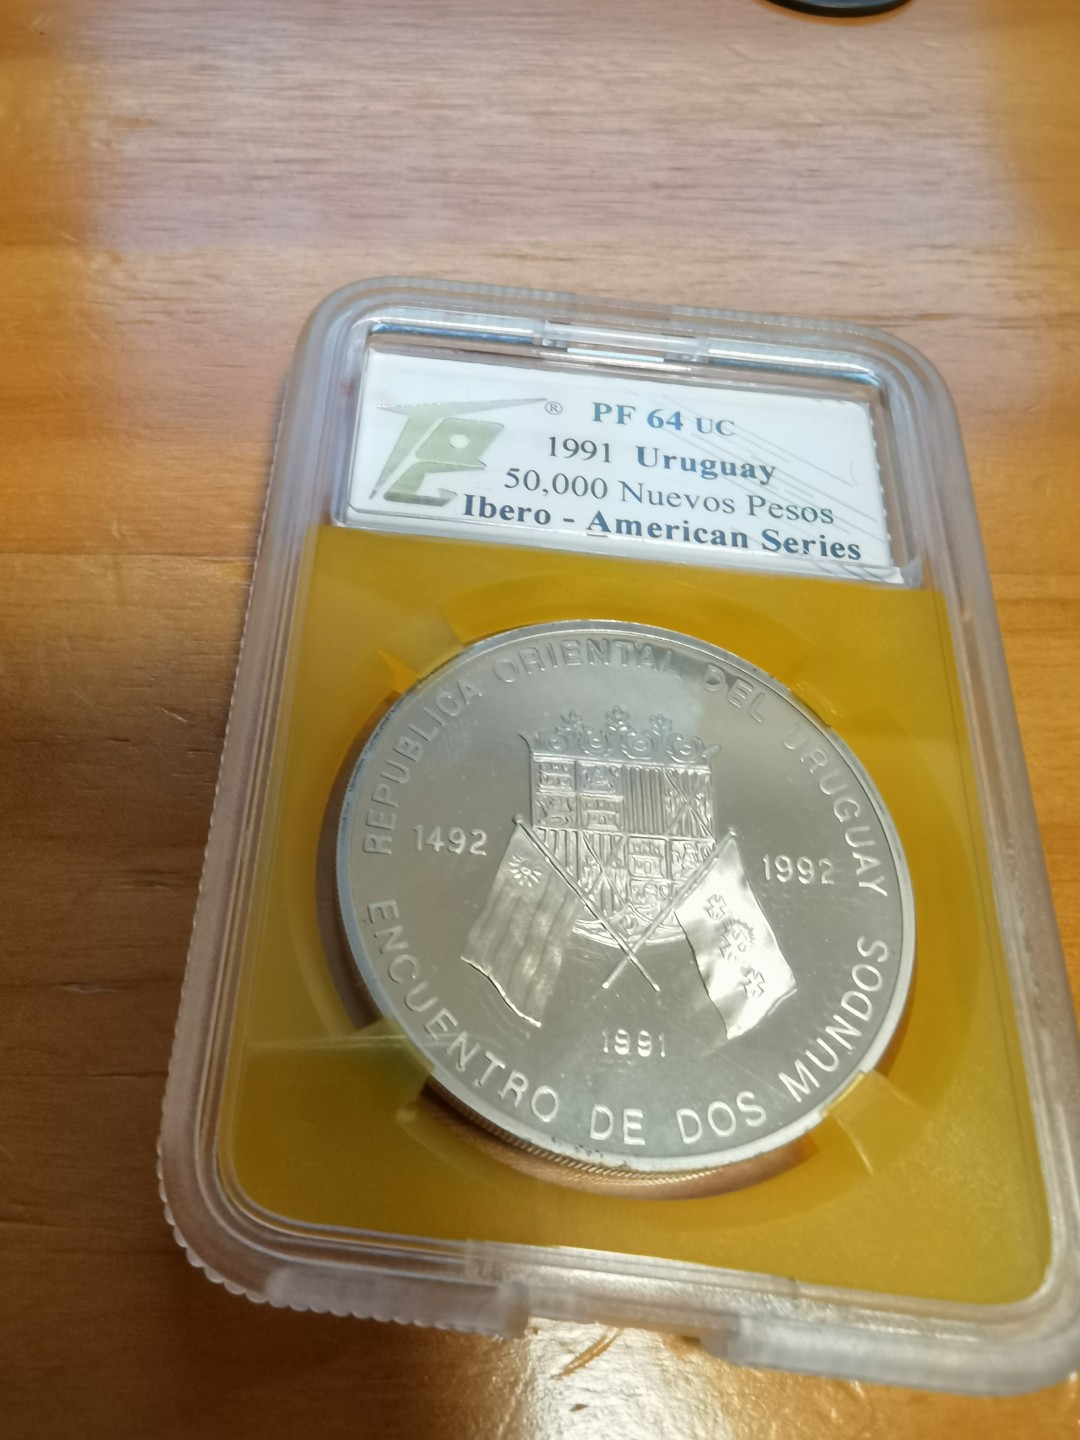 ® PF 64 UC
1991 Uruguay
50,000 Nuevos Pesos
Ibero - American Series
REPUBLICA ORIENTAL DEL URUGUAY
1492
1992
1991
ENCUENTRO DE DOS MUNDOS